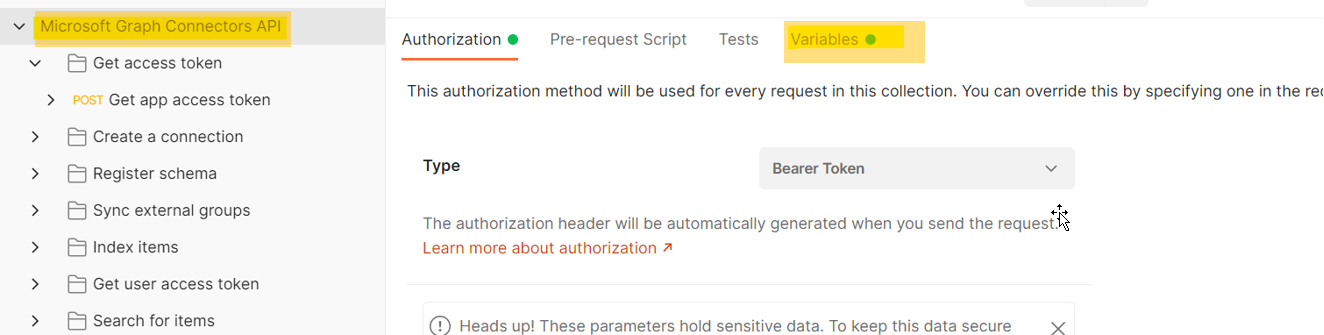 Microsoft Graph Connectors API
Get access token
POST Get app access token
Create a connection
Register schema
Sync external groups
Index items
Get user access token
Search for items
Authorization Pre-request Script Tests Variables
This authorization method will be used for every request in this collection. You can override this by specifying one in the
Type Bearer Token
The authorization header will be automatically generated when you send the request.
Learn more about authorization ↗
Heads up! These parameters hold sensitive data. To keep this data secure